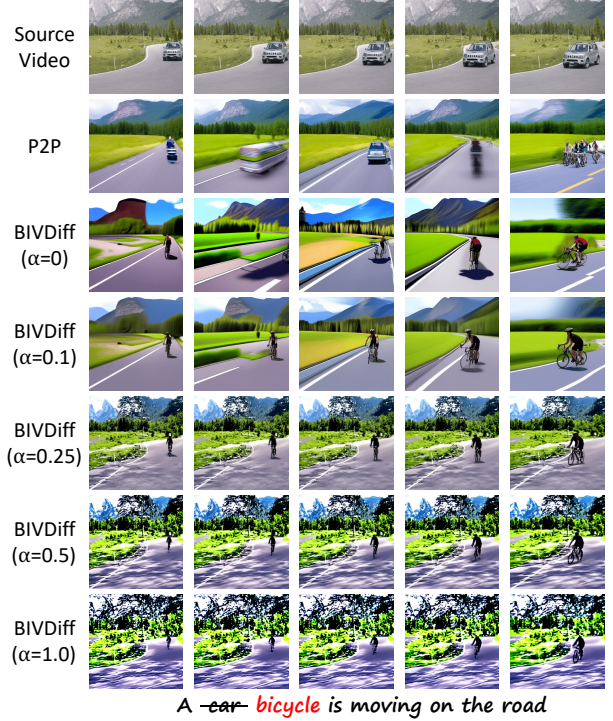 Source
Video
P2P
BIVDiff
(α=0)
BIVDiff
(α=0.1)
BIVDiff
(α=0.25)
BIVDiff
(α=0.5)
BIVDiff
(α=1.0)
A car bicycle is moving on the road